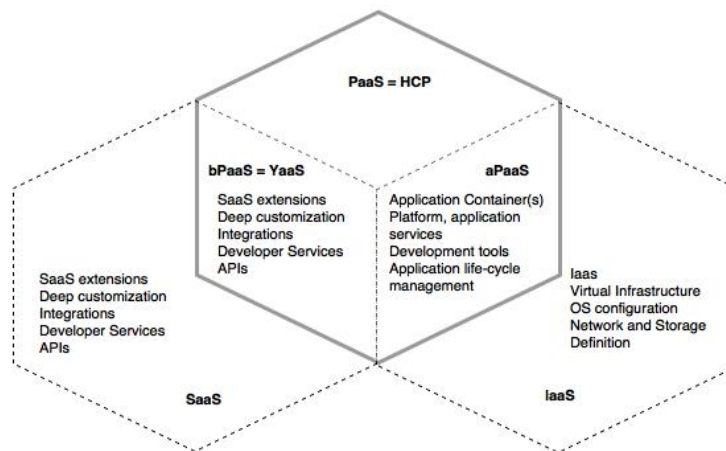 PaaS = HCP
bPaaS = YaaS
SaaS extensions
Deep customization
Integrations
Developer Services
APIs
aPaaS
Application Container(s)
Platform, application
services
Development tools
Application life-cycle
management
SaaS extensions
Deep customization
Integrations
Developer Services
APIs
SaaS
Iaas
Virtual Infrastructure
OS configuration
Network and Storage
Definition
IaaS